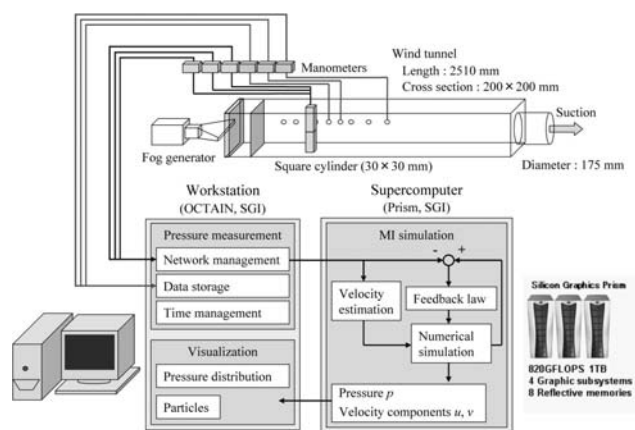 Wind tunnel
Length : 2510 mm
Cross section : 200 × 200 mm
Manometers
Suction
Fog generator
Square cylinder (30 × 30 mm)
Diameter : 175 mm
Workstation
(OCTAIN, SGI)
Pressure measurement
Network management
Data storage
Time management
Visualization
Pressure distribution
Particles
Supercomputer
(Prism, SGI)
MI simulation
- +
Velocity
estimation
Feedback law
Numerical
simulation
Pressure p
Velocity components u, v
Silicon Graphics Prism
820GFLOPS 1TB
4 Graphic subsystems
8 Reflective memories